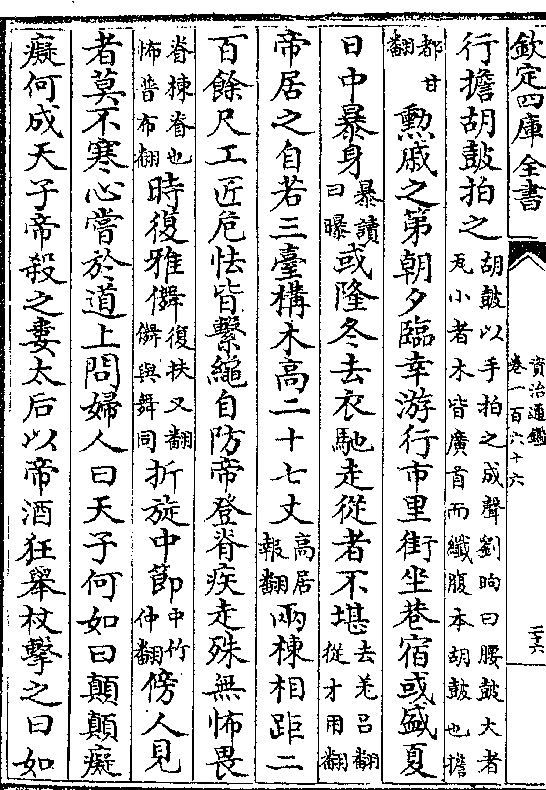 欽定四庫全書
資治通鑑
卷一百六十六
二十六
行擔胡鼓拍之胡鼓以手拍之成聲劉昫曰腰鼓大者瓦小者木皆廣首而纖腹本胡鼓也擔
都甘翻勲戚之第朝夕臨幸游行市里街坐巷宿或盛夏
日中暴身暴讀曰曝或隆冬去衣馳走從者不堪去羌呂翻從才用翻
帝居之自若三臺構木高二十七丈高居報翻兩棟相距二
百餘尺工匠危怯皆繫繩自防帝登脊疾走殊無怖畏
脊棟脊也怖普布翻時復雅儛復扶又翻儛與舞同折旋中節中竹仲翻傍人見
者莫不寒心嘗於道上問婦人曰天子何如曰顛顛癡
癡何成天子帝殺之婁太后以帝酒狂舉杖擊之曰如